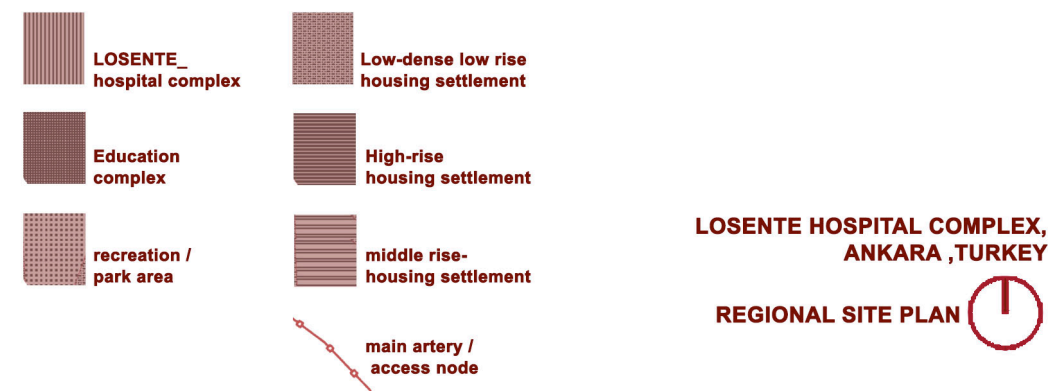 LOSENTE_
hospital complex
Education
complex
recreation /
park area
Low-dense low rise
housing settlement
High-rise
housing settlement
middle rise-
housing settlement
main artery /
access node
LOSENTE HOSPITAL COMPLEX,
ANKARA ,TURKEY
REGIONAL SITE PLAN